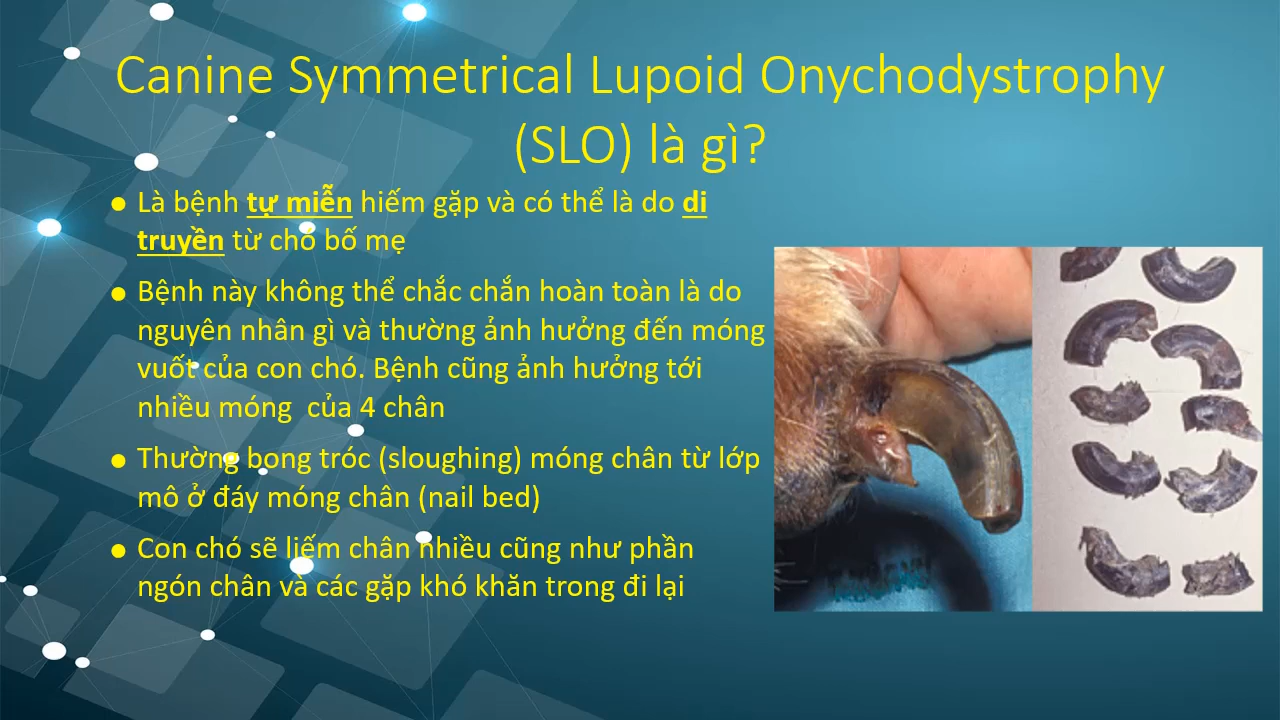 Canine Symmetrical Lupoid Onychodystrophy
(SLO) là gì?
• Là bệnh tự miễn hiếm gặp và có thể là do di
truyền từ chó bố mẹ
• Bệnh này không thể chắc chắn hoàn toàn là do
nguyên nhân gì và thường ảnh hưởng đến móng
vuốt của con chó. Bệnh cũng ảnh hưởng tới
nhiều móng  của 4 chân
• Thường bong tróc (sloughing) móng chân từ lớp
mô ở đáy móng chân (nail bed)
• Con chó sẽ liếm chân nhiều cũng như phần
ngón chân và các gặp khó khăn trong đi lại